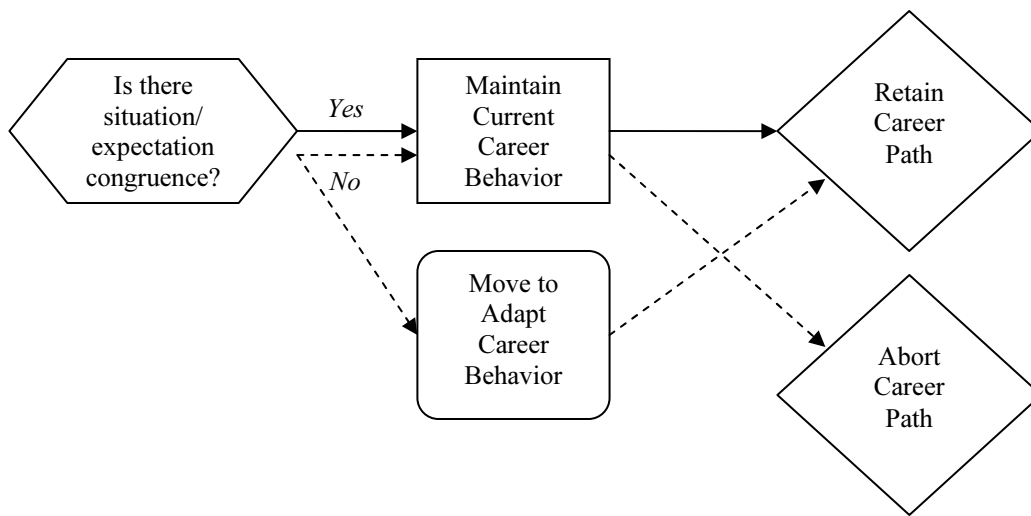 Is there
situation/
expectation
congruence?
Yes
No
Maintain
Current
Career
Behavior
Move to
Adapt
Career
Behavior
Retain
Career
Path
Abort
Career
Path